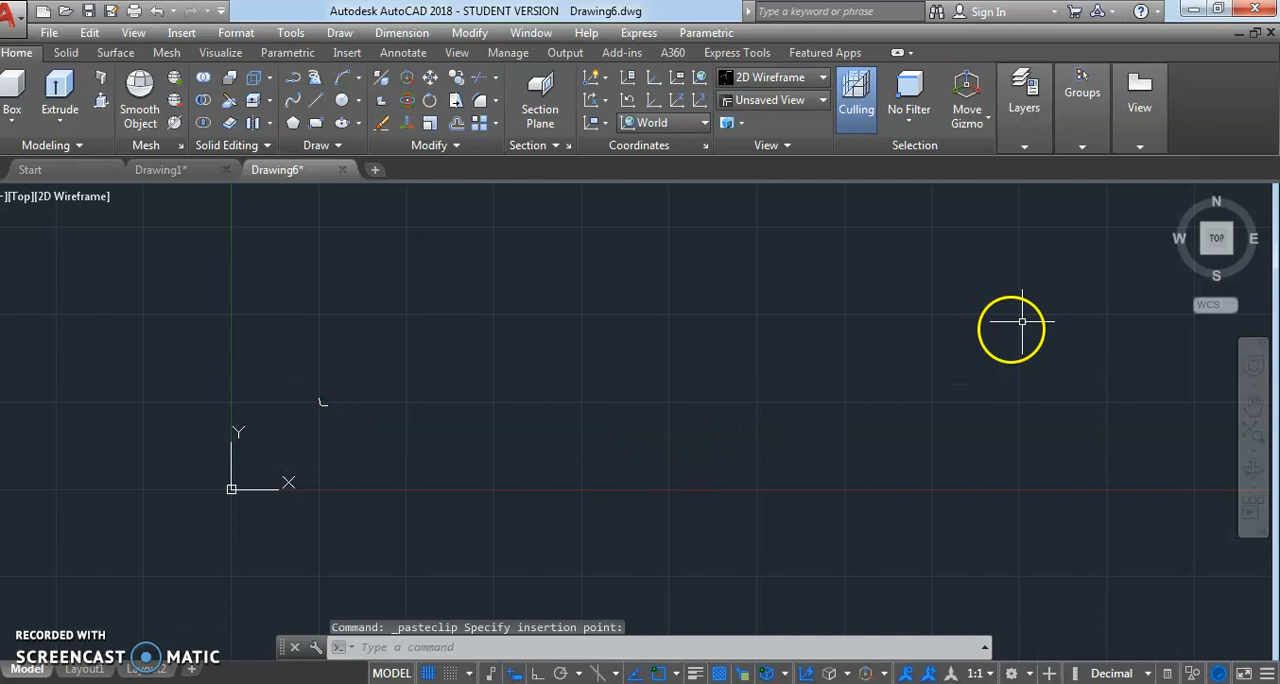 Autodesk AutoCAD 2018 - STUDENT VERSION Drawing6.dwg
Type a keyword or phrase
Sign In
File Edit View Insert Format Tools Draw Dimension Modify Window Help Express Parametric
Home Solid Surface Mesh Visualize Parametric Insert Annotate View Manage Output Add-ins A360 Express Tools Featured Apps
2D Wireframe
Unsaved View
World
Box Extrude Smooth Object Section Plane Culling No Filter Move Gizmo Layers Groups View
Modeling Mesh Solid Editing Draw Modify Section Coordinates View Selection
Start Drawing1* Drawing6* +
-][Top][2D Wireframe]
N
W TOP E
S
WCS
Y
X
Command: _pasteclip Specify insertion point:
RECORDED WITH
SCREENCAST MATIC
Type a command
Model Layout1 Layout2 +
MODEL 1:1 Decimal